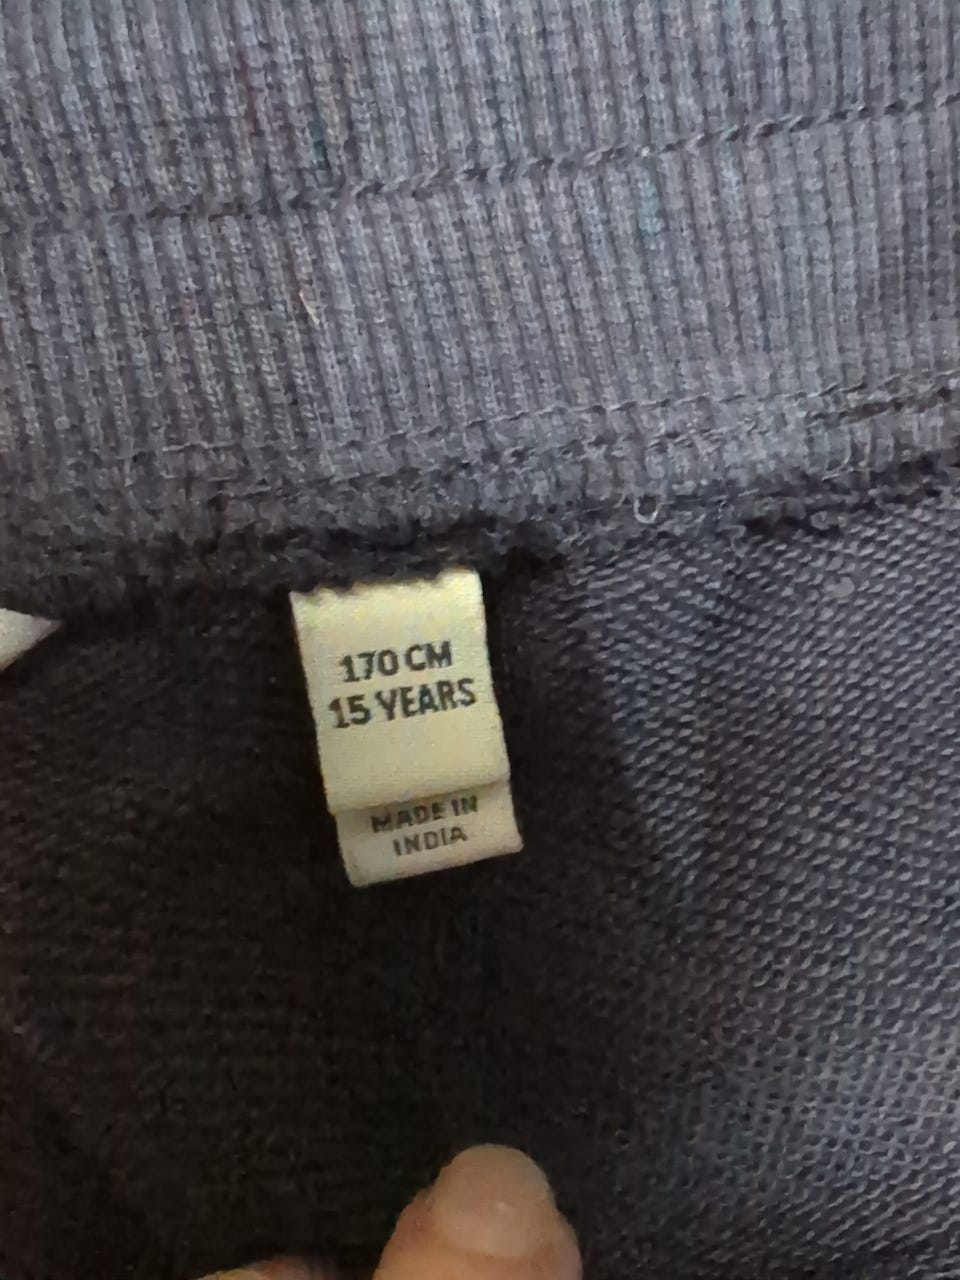 170 CM
15 YEARS
MADE IN
INDIA